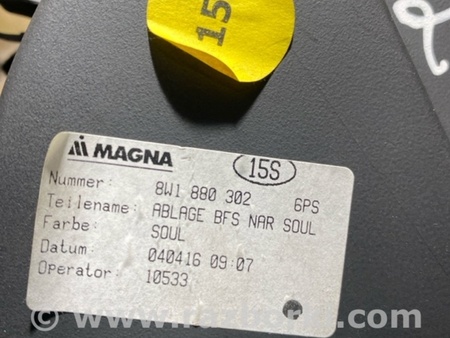 15
MAGNA
15S
Nummer: 8W1 880 302 6PS
Teilename: ABLAGE BFS NAR SOUL
Farbe: SOUL
Datum: 040416 09:07
Operator: 10533